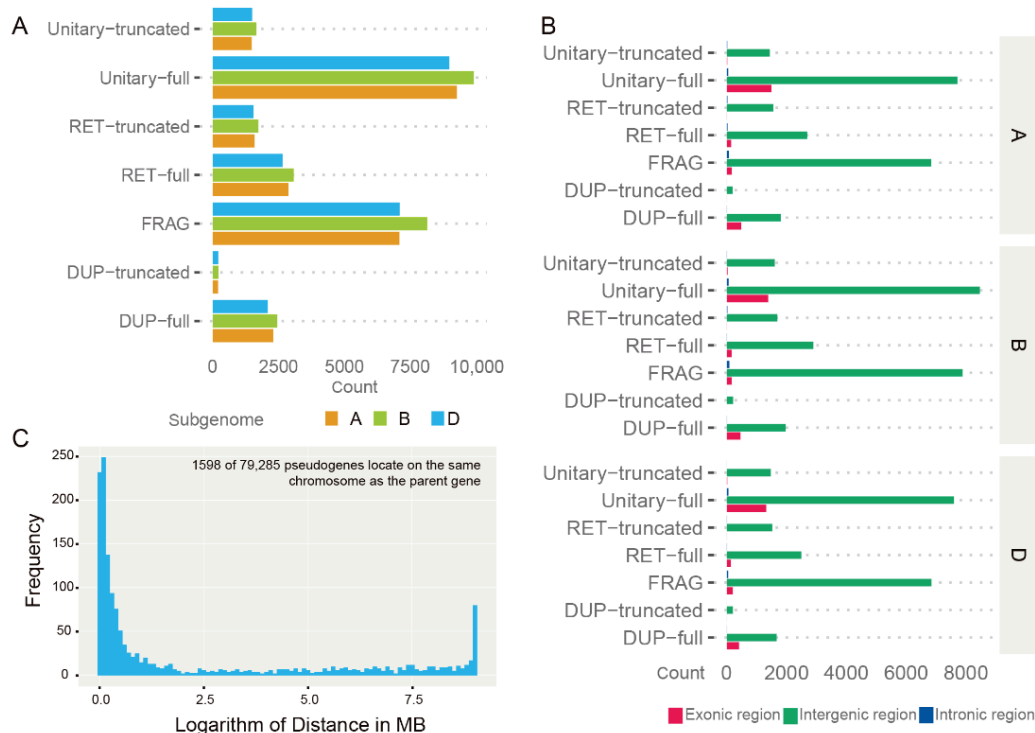 A
Unitary-truncated
Unitary-full
RET-truncated
RET-full
FRAG
DUP-truncated
DUP-full
0 2500 5000 7500 10,000
Count
Subgenome A B D
B
Unitary-truncated
Unitary-full
RET-truncated
RET-full
FRAG
DUP-truncated
DUP-full
A
Unitary-truncated
Unitary-full
RET-truncated
RET-full
FRAG
DUP-truncated
DUP-full
B
Unitary-truncated
Unitary-full
RET-truncated
RET-full
FRAG
DUP-truncated
DUP-full
D
Count 0 2000 4000 6000 8000
Exonic region Intergenic region Intronic region
C
1598 of 79,285 pseudogenes locate on the same
chromosome as the parent gene
Frequency
250
200
150
100
50
0
0.0 2.5 5.0 7.5
Logarithm of Distance in MB